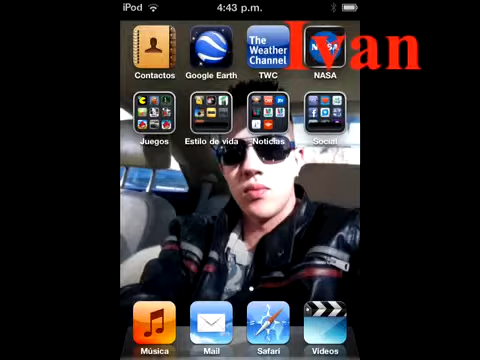 iPod 4:43 p.m.
Ivan
The Weather Channel
NASA
Contactos Google Earth TWC NASA
Juegos Estilo de vida Noticias Social
Música Mail Safari Videos